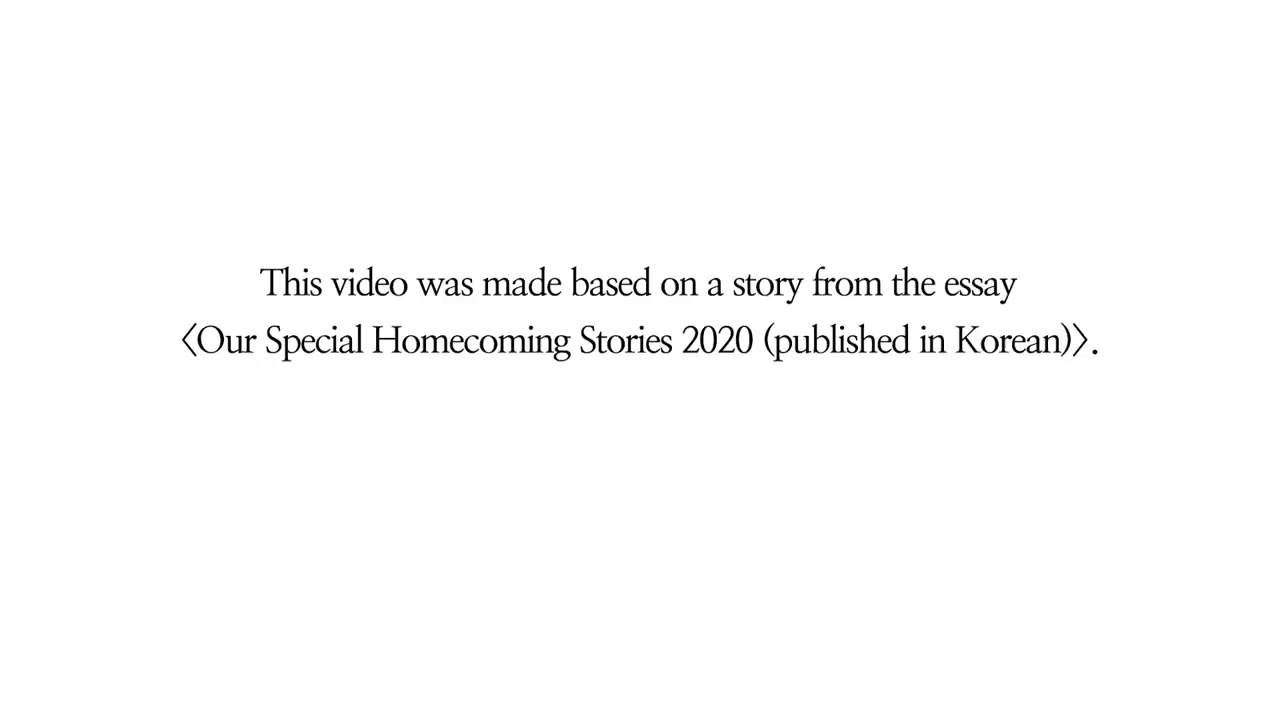 This video was made based on a story from the essay
〈Our Special Homecoming Stories 2020 (published in Korean)〉.